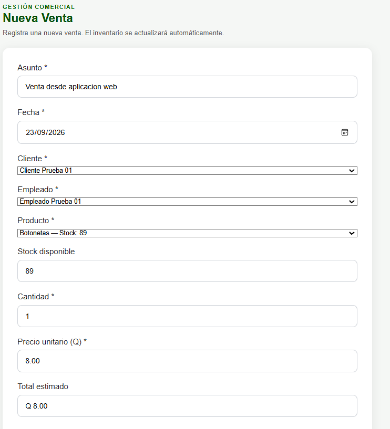 GESTIÓN COMERCIAL
Nueva Venta
Registra una nueva venta. El inventario se actualizará automáticamente.
Asunto *
Venta desde aplicacion web
Fecha *
23/09/2026
Cliente *
Cliente Prueba 01
Empleado *
Empleado Prueba 01
Producto *
Botonetas — Stock: 89
Stock disponible
89
Cantidad *
1
Precio unitario (Q) *
8.00
Total estimado
Q 8.00